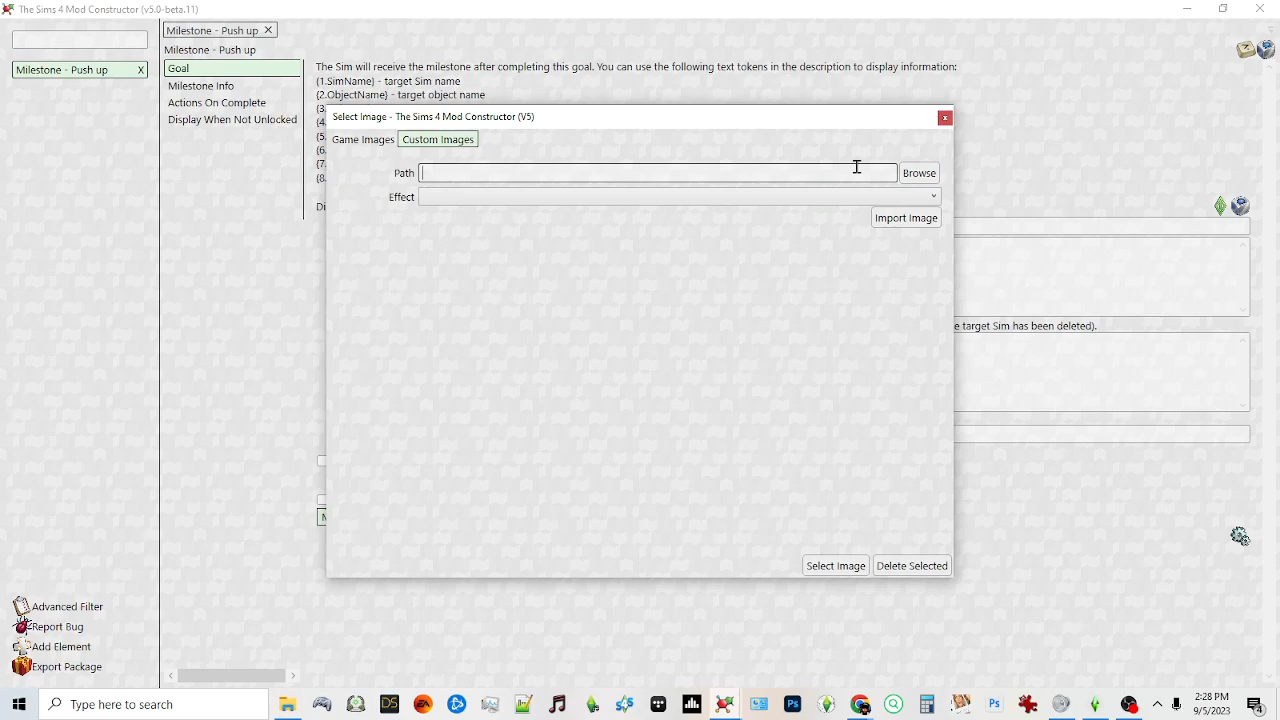 The Sims 4 Mod Constructor (v5.0-beta.11)
Milestone - Push up X
Milestone - Push up X
Milestone - Push up
Goal
Milestone Info
Actions On Complete
Display When Not Unlocked
The Sim will receive the milestone after completing this goal. You can use the following text tokens in the description to display information:
{1.SimName} - target Sim name
{2.ObjectName} - target object name
Select Image - The Sims 4 Mod Constructor (V5)
x
Game Images Custom Images
Path Browse
Effect
Import Image
e target Sim has been deleted).
Select Image Delete Selected
Advanced Filter
Report Bug
Add Element
Export Package
Type here to search
DS
EA
Ps
Ps
2:28 PM
9/5/2023
4